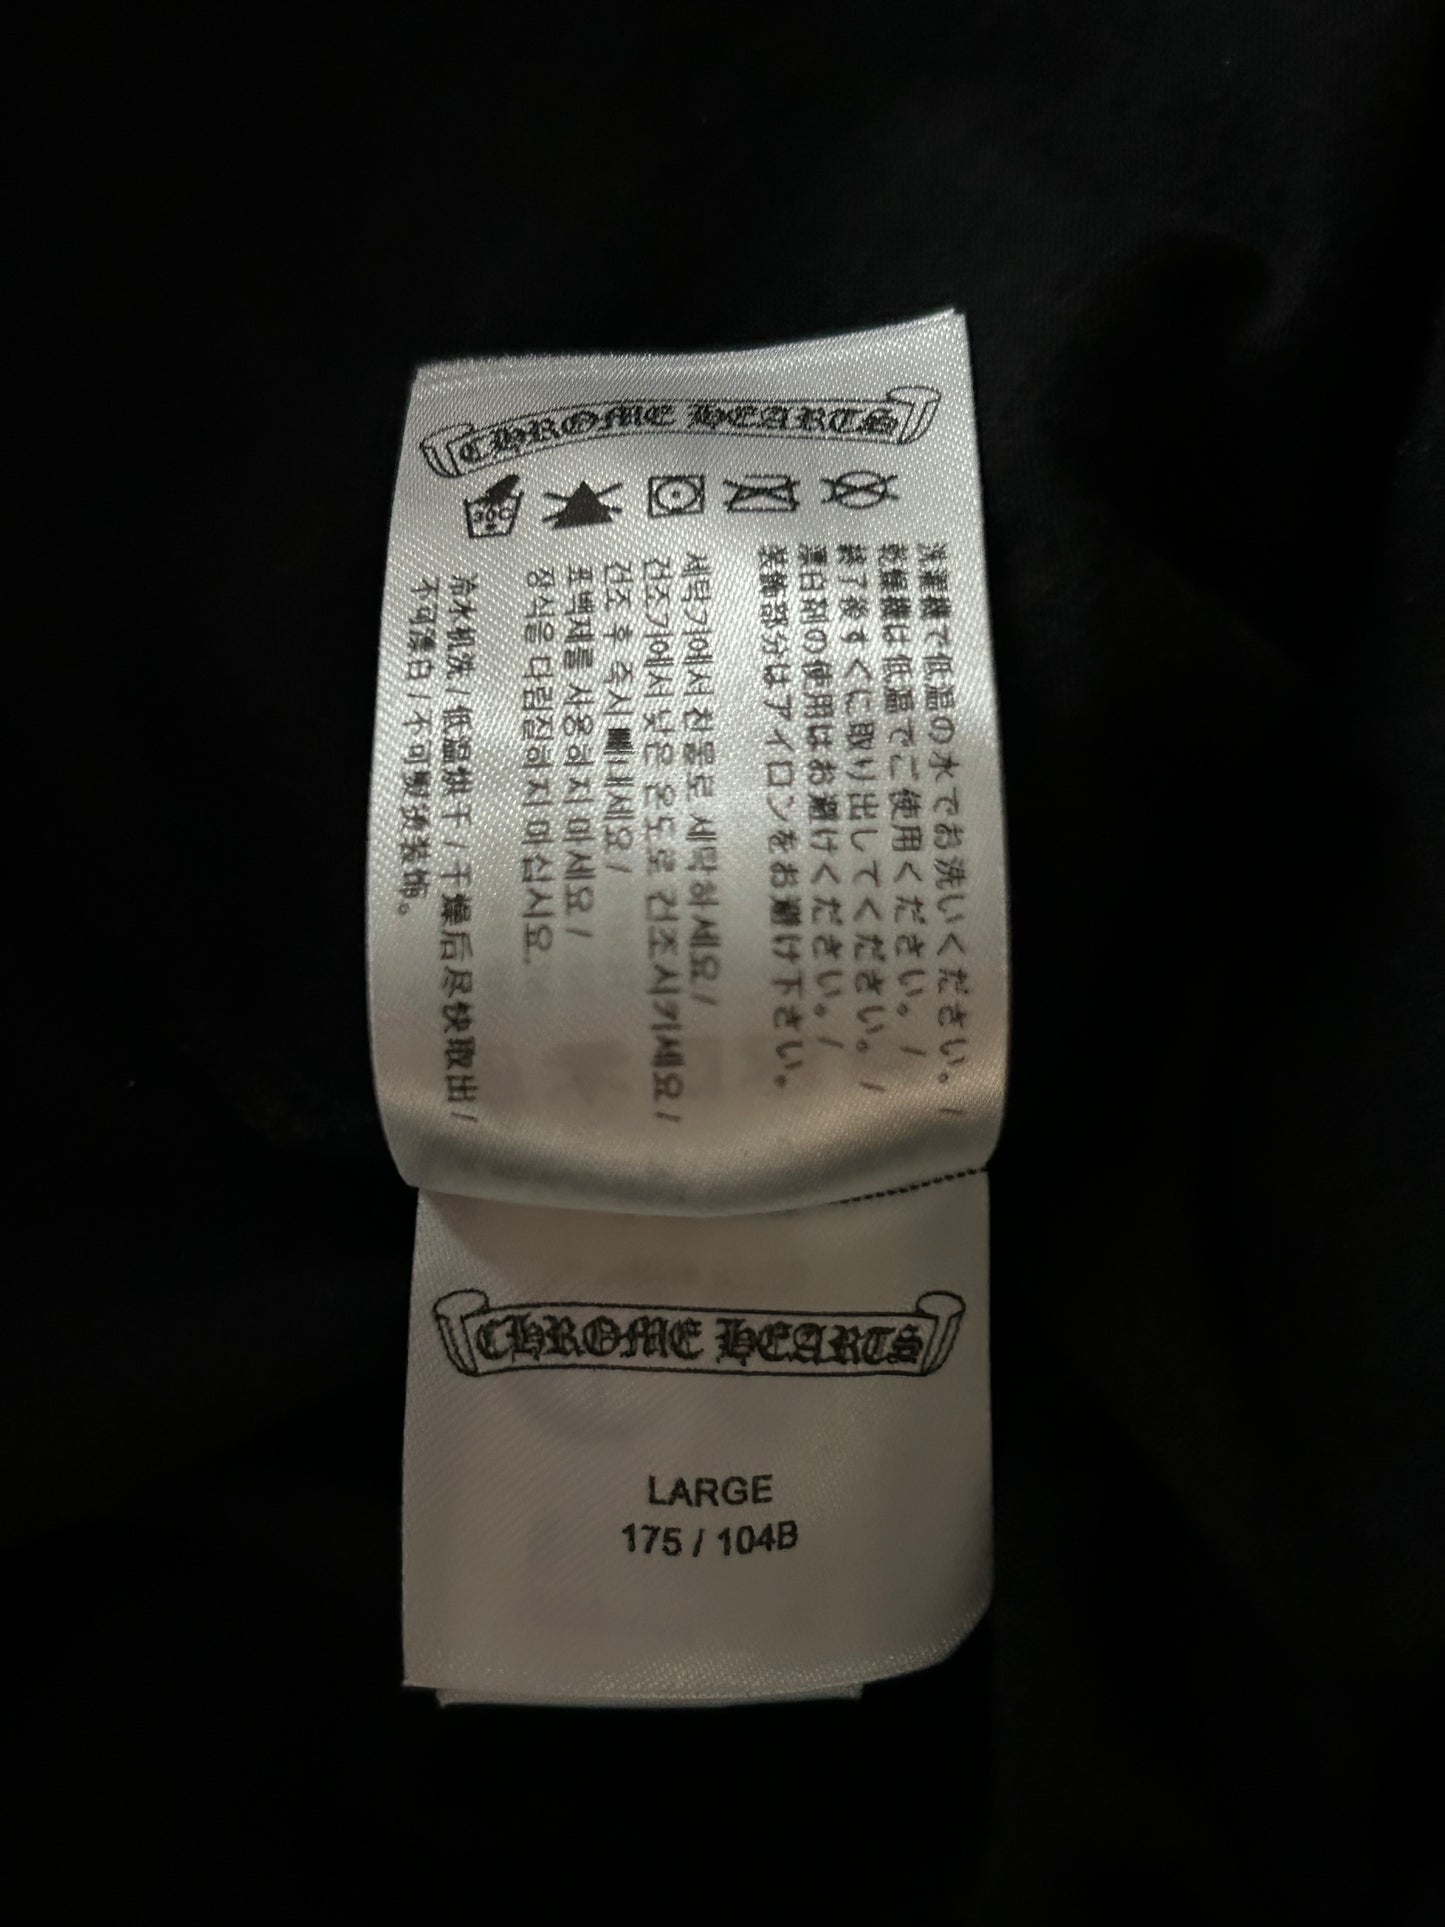 CHROME HEARTS
30c
洗濯機で低温の水でお洗いください。/
乾燥機は低温でご使用ください。/
終了後すぐに取り出してください。/
漂白剤の使用はお避けください。/
装飾部分はアイロンをお避け下さい。
세탁기에서 찬물로 세탁하세요/
건조기에서 낮은 온도로 건조시키세요/
건조 후 즉시 빼내세요/
표백제를 사용하지 마세요/
장식을 다림질하지 마십시오.
冷水机洗/低温烘干/干燥后尽快取出/
不可漂白/不可熨烫装饰。
CHROME HEARTS
LARGE
175 / 104B